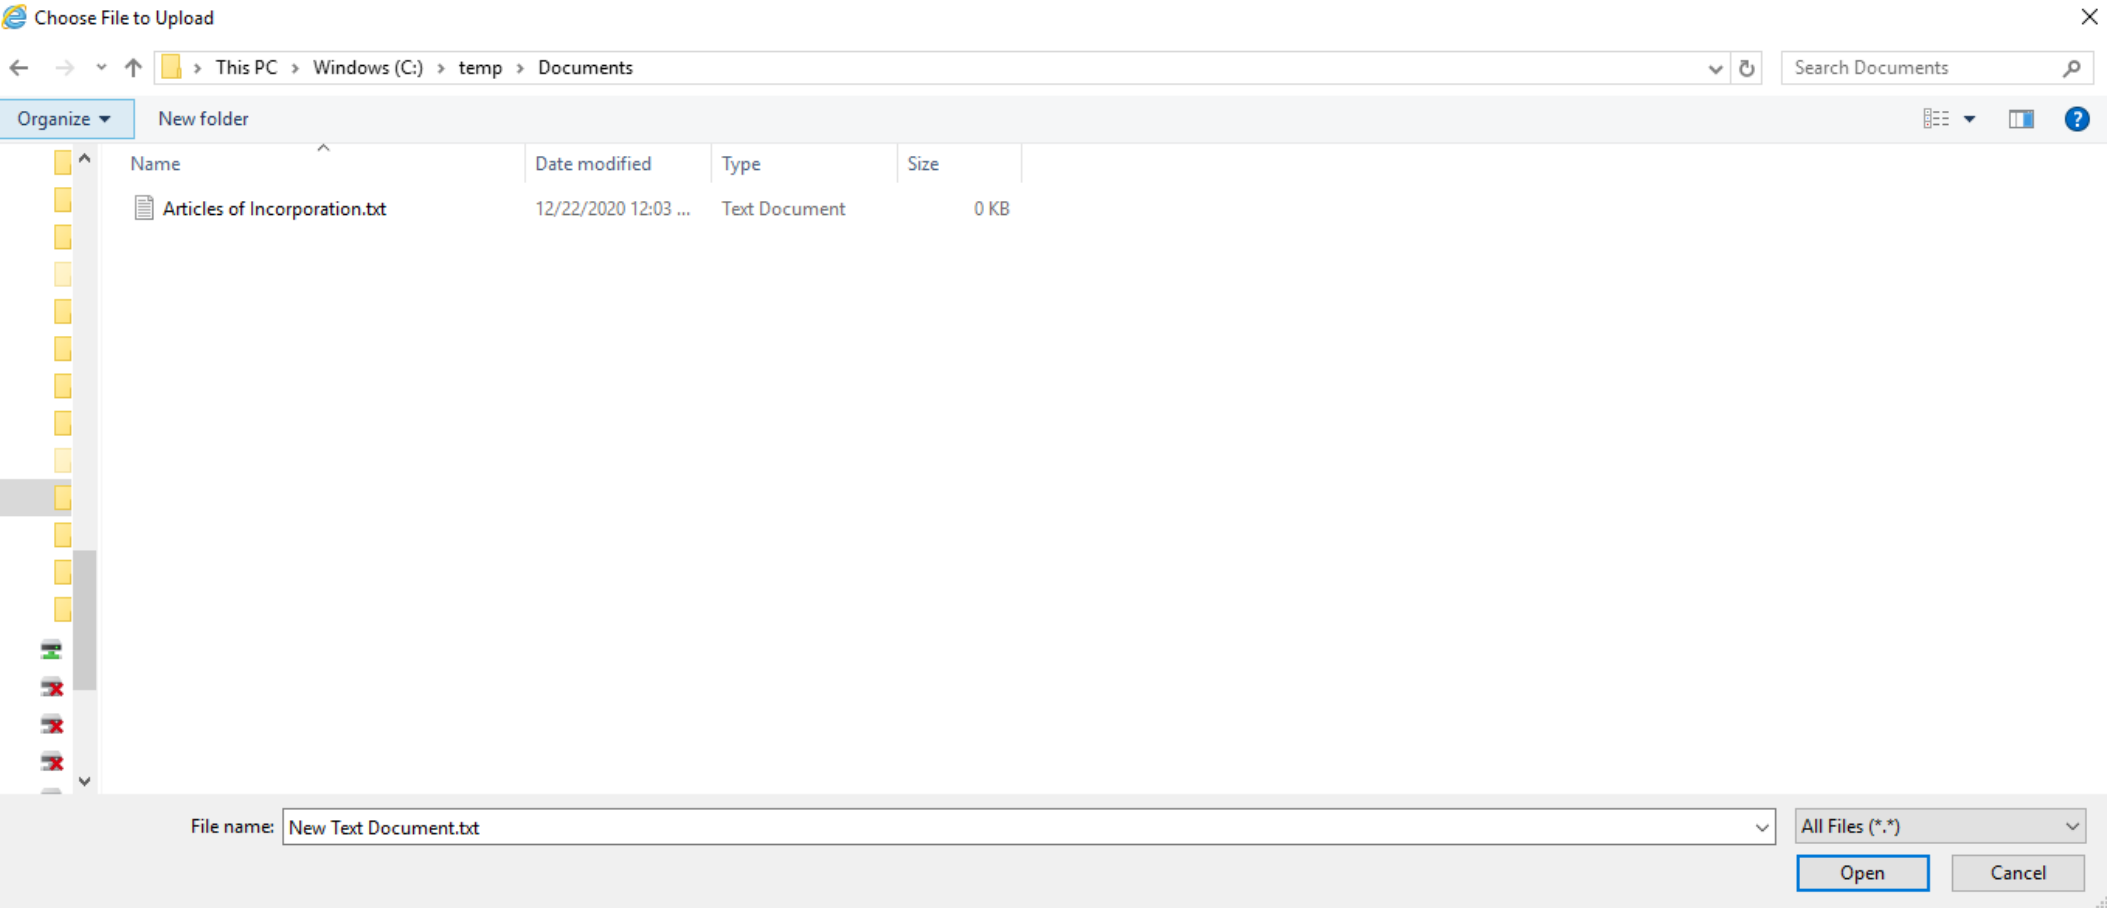 Choose File to Upload
This PC > Windows (C:) > temp > Documents
Search Documents
Organize New folder
Name Date modified Type Size
Articles of Incorporation.txt 12/22/2020 12:03 ... Text Document 0 KB
File name: New Text Document.txt All Files (*.*)
Open Cancel